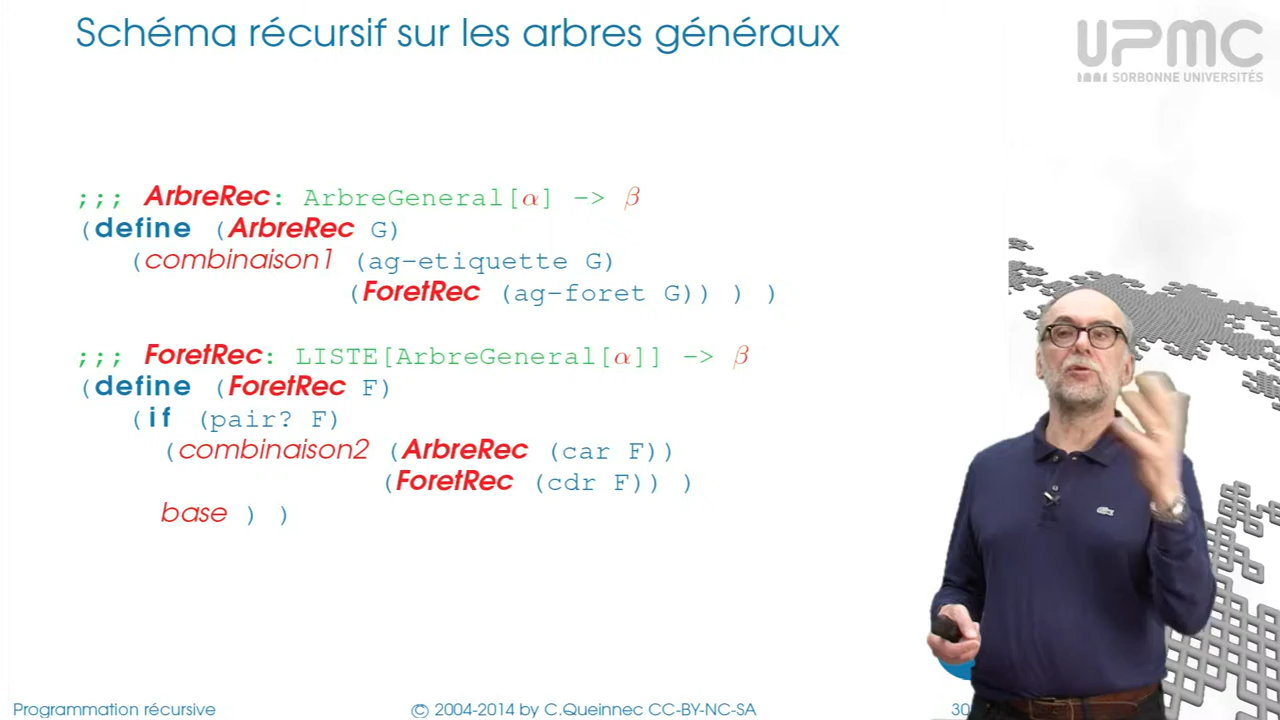 Schéma récursif sur les arbres généraux
UPMC
SORBONNE UNIVERSITÉS
;;; ArbreRec: ArbreGeneral[α] -> β
(define (ArbreRec G)
(combinaison1 (ag-etiquette G)
(ForetRec (ag-foret G)) ) )
;;; ForetRec: LISTE[ArbreGeneral[α]] -> β
(define (ForetRec F)
(if (pair? F)
(combinaison2 (ArbreRec (car F))
(ForetRec (cdr F)) )
base ) )
Programmation récursive
© 2004-2014 by C.Queinnec CC-BY-NC-SA
30